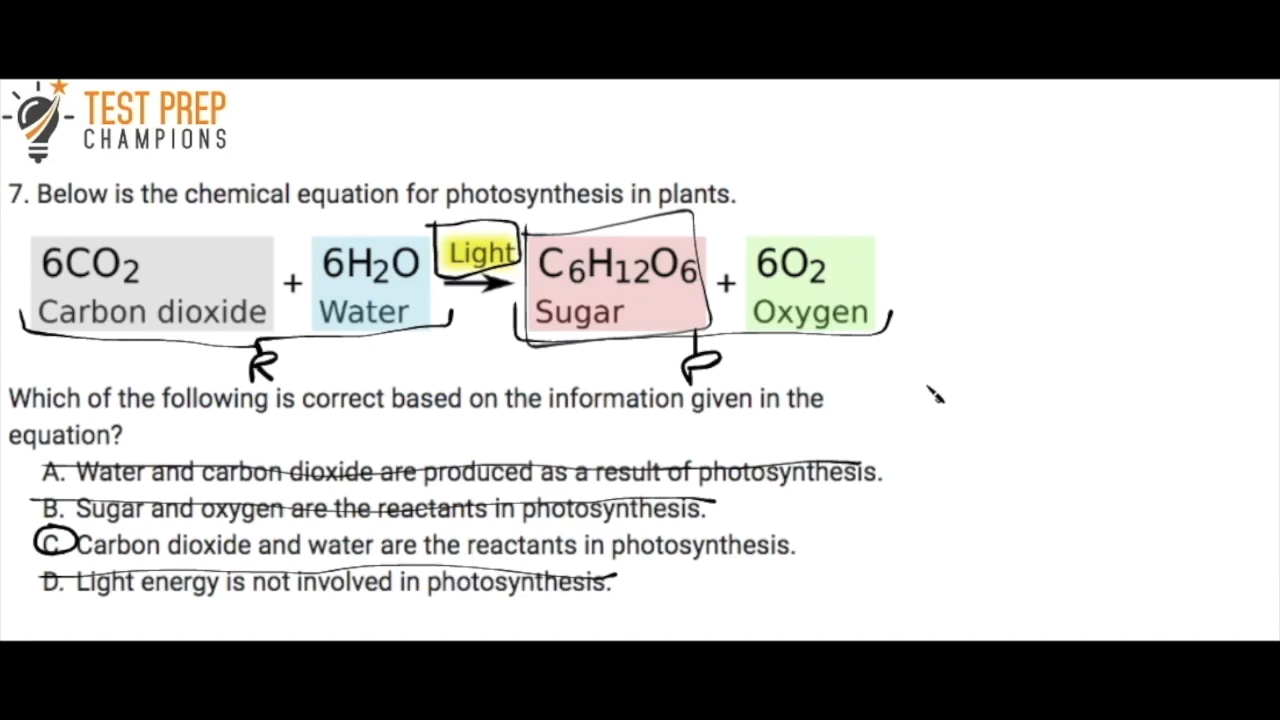 TEST PREP
CHAMPIONS
7. Below is the chemical equation for photosynthesis in plants.
6CO₂ + 6H₂O Light C₆H₁₂O₆ + 6O₂
Carbon dioxide Water Sugar Oxygen
R P
Which of the following is correct based on the information given in the
equation?
A. Water and carbon dioxide are produced as a result of photosynthesis.
B. Sugar and oxygen are the reactants in photosynthesis.
C. Carbon dioxide and water are the reactants in photosynthesis.
D. Light energy is not involved in photosynthesis.